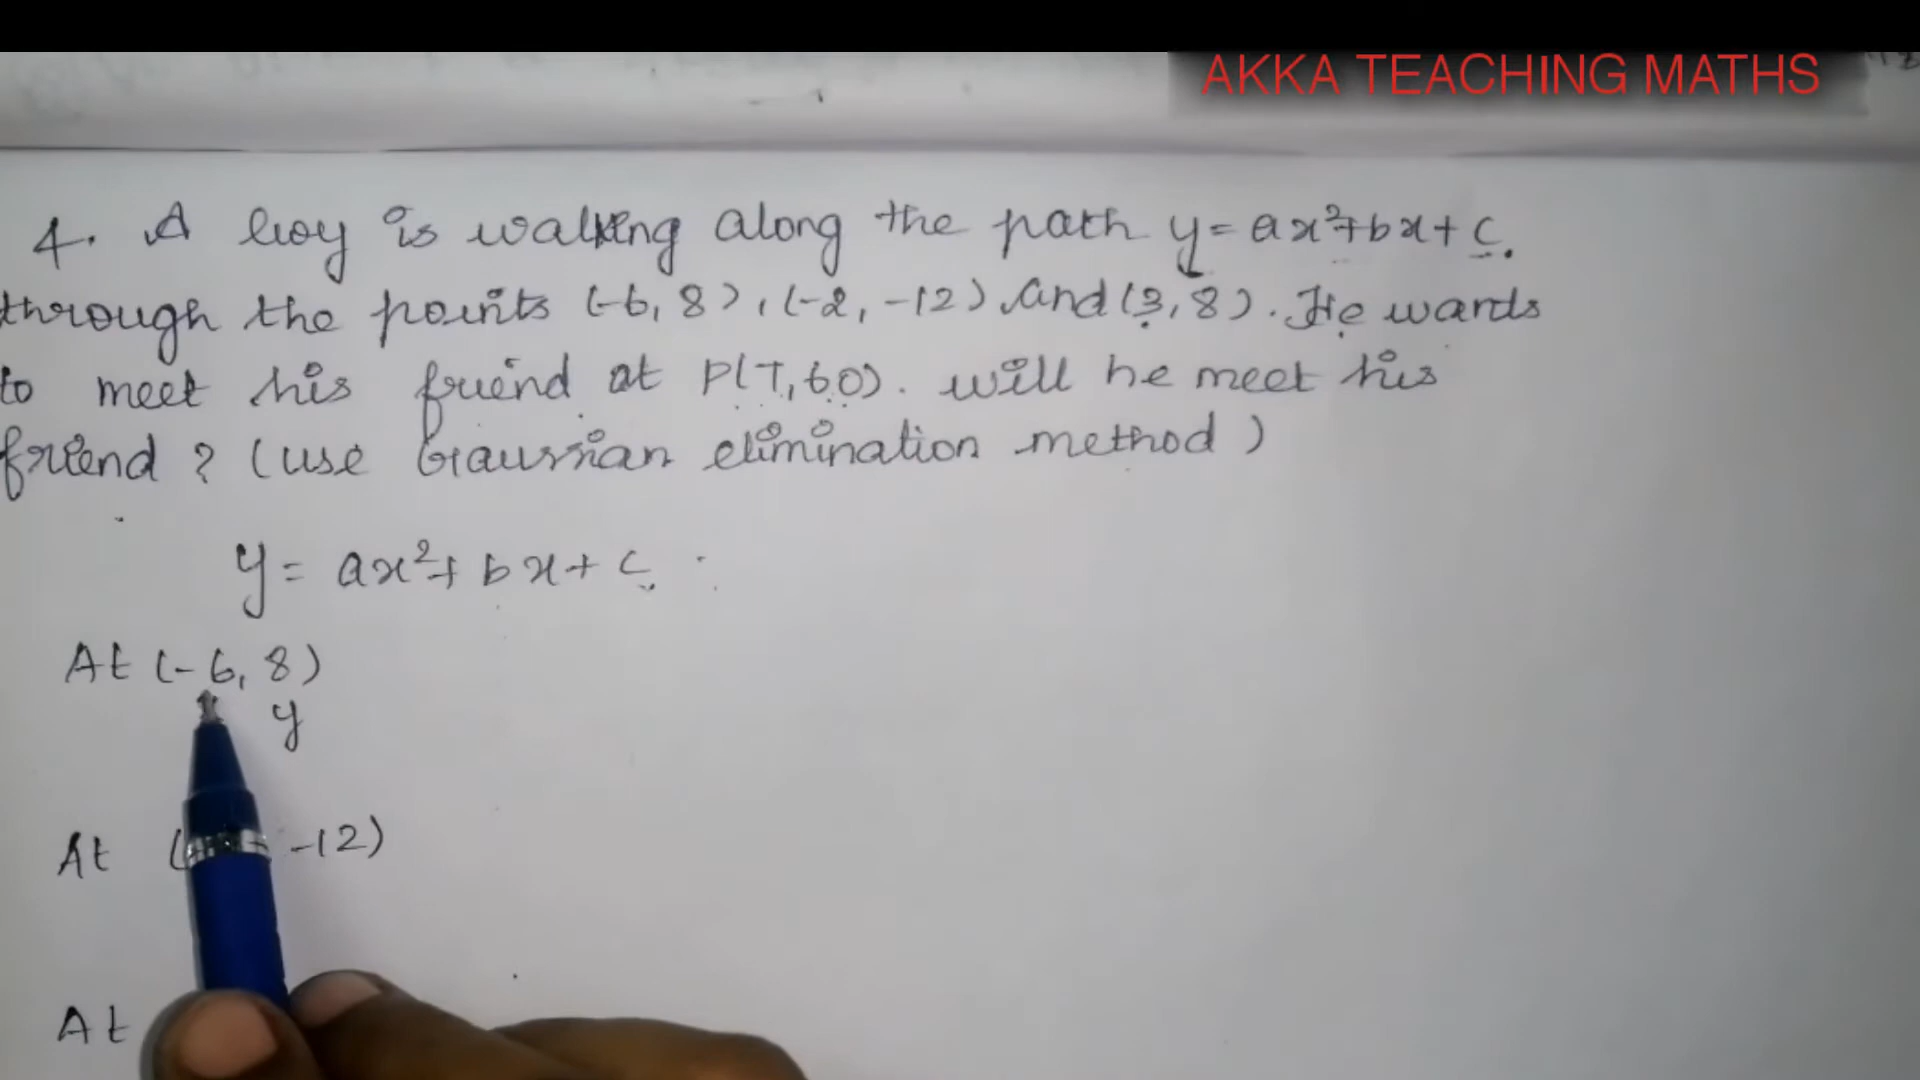 AKKA TEACHING MATHS
4. A boy is walking along the path y = ax²+bx+c.
through the points (-6, 8), (-2, -12) and (3, 8). He wants
to meet his friend at P(7,60). will he meet his
friend ? (use Gaussian elimination method)
y = ax²+ bx+ c
At (-6, 8)
y
At ( -12)
At